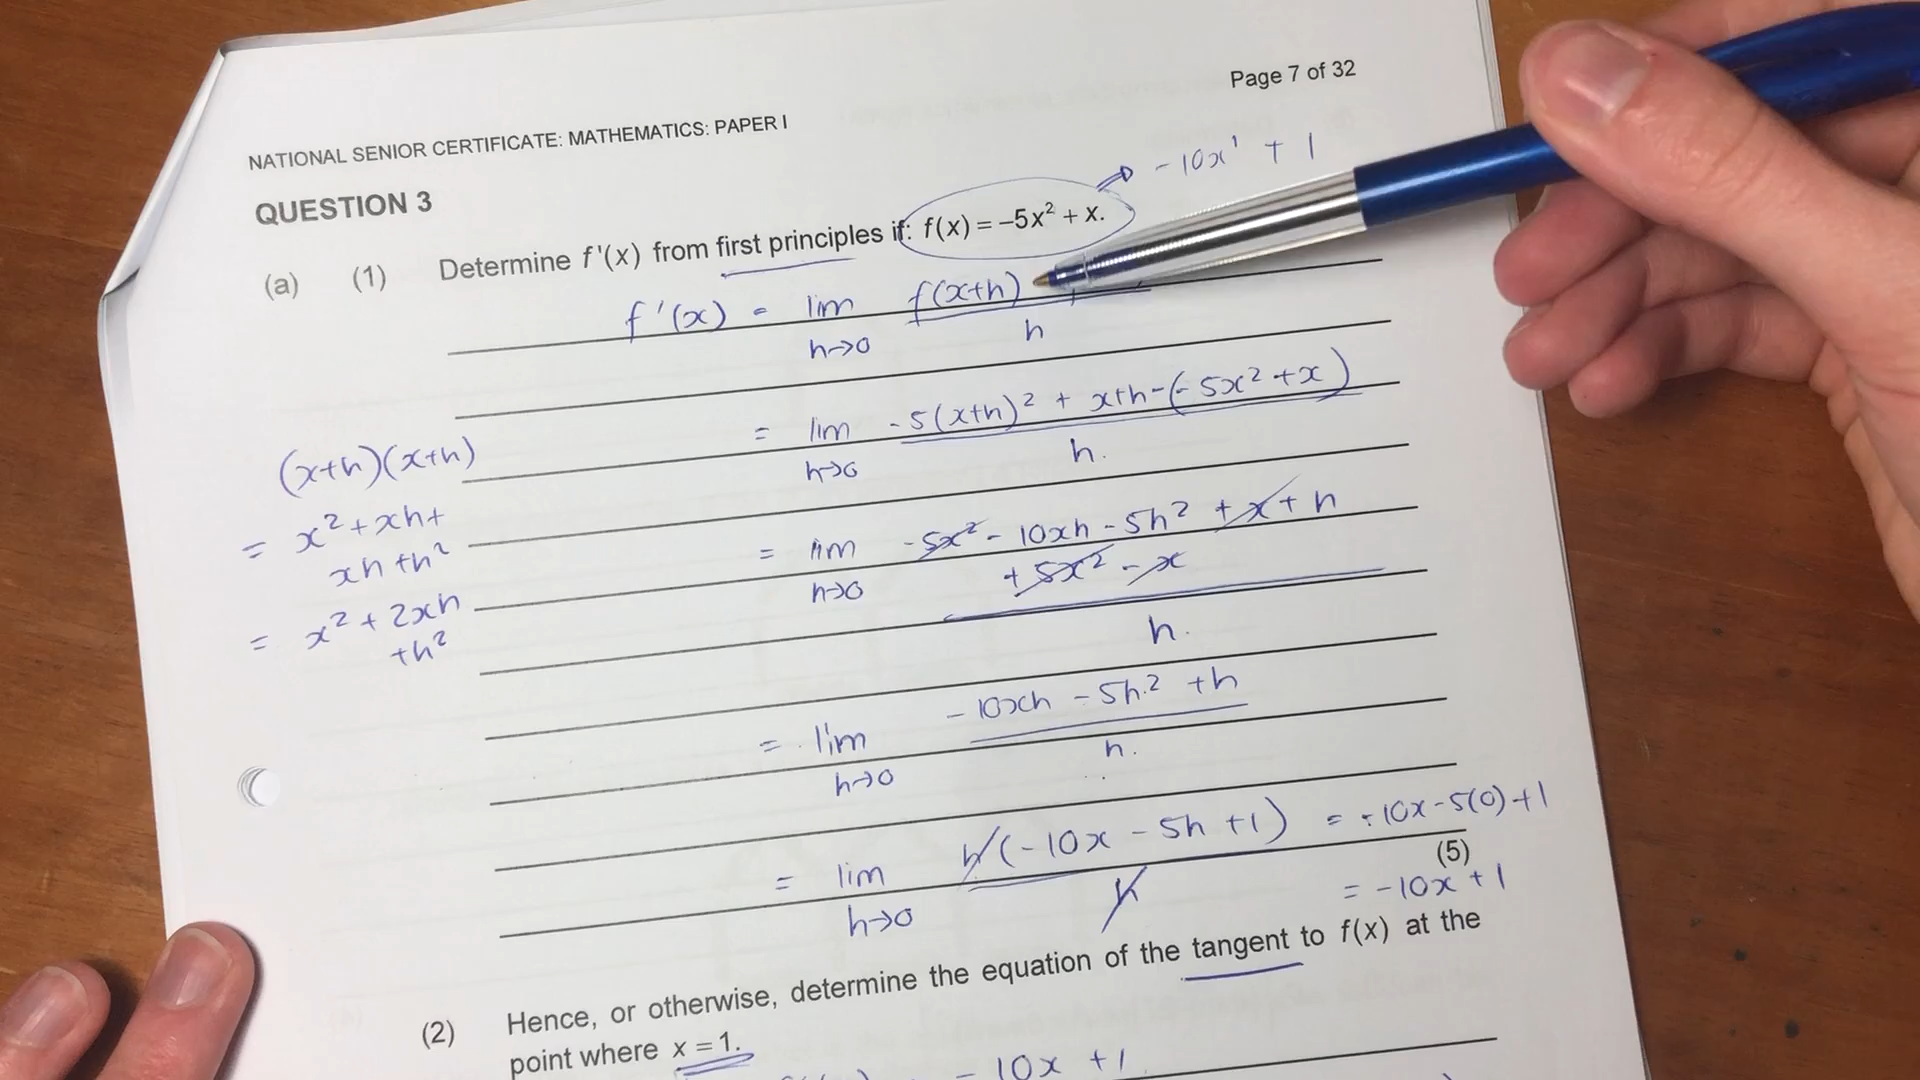 Page 7 of 32
NATIONAL SENIOR CERTIFICATE: MATHEMATICS: PAPER I
⇒ -10x¹ + 1
QUESTION 3
(a) (1) Determine f'(x) from first principles if: f(x) = –5x² + x.
f'(x) = lim f(x+h)
h→0 h
= lim -5(x+h)² + x+h-(-5x²+x)
h→0 h.
(x+h)(x+h)
= x²+xh+
xh+h²
= x²+2xh
+h²
= lim -5x² - 10xh - 5h² + x + h
+ 5x² - x
h→0
h.
= lim -10xh - 5h² + h
h→0 h.
= lim h(-10x - 5h + 1) = -10x-5(0)+1
h→0 h
(5)
= -10x+1
(2) Hence, or otherwise, determine the equation of the tangent to f(x) at the
point where x = 1.
- 10x + 1